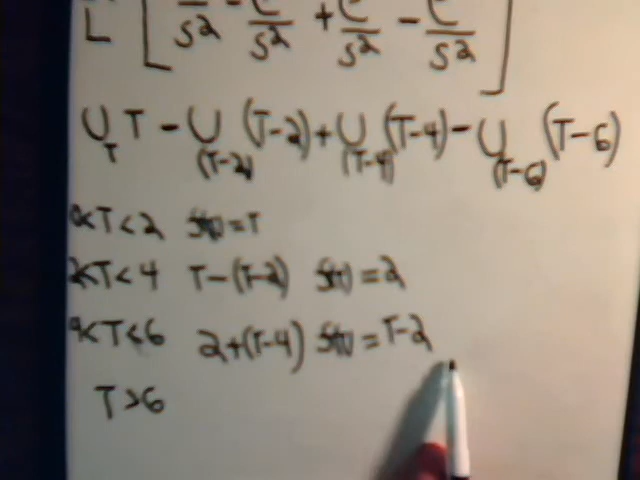 L [ /S² - e/S² + e/S² - e/S² ]
U_T T - U_(T-2) (T-2) + U_(T-4) (T-4) - U_(T-6) (T-6)
0<T<2 f(t) = T
2<T<4 T-(T-2) f(t) = 2
4<T<6 2+(T-4) f(t) = T-2
T>6